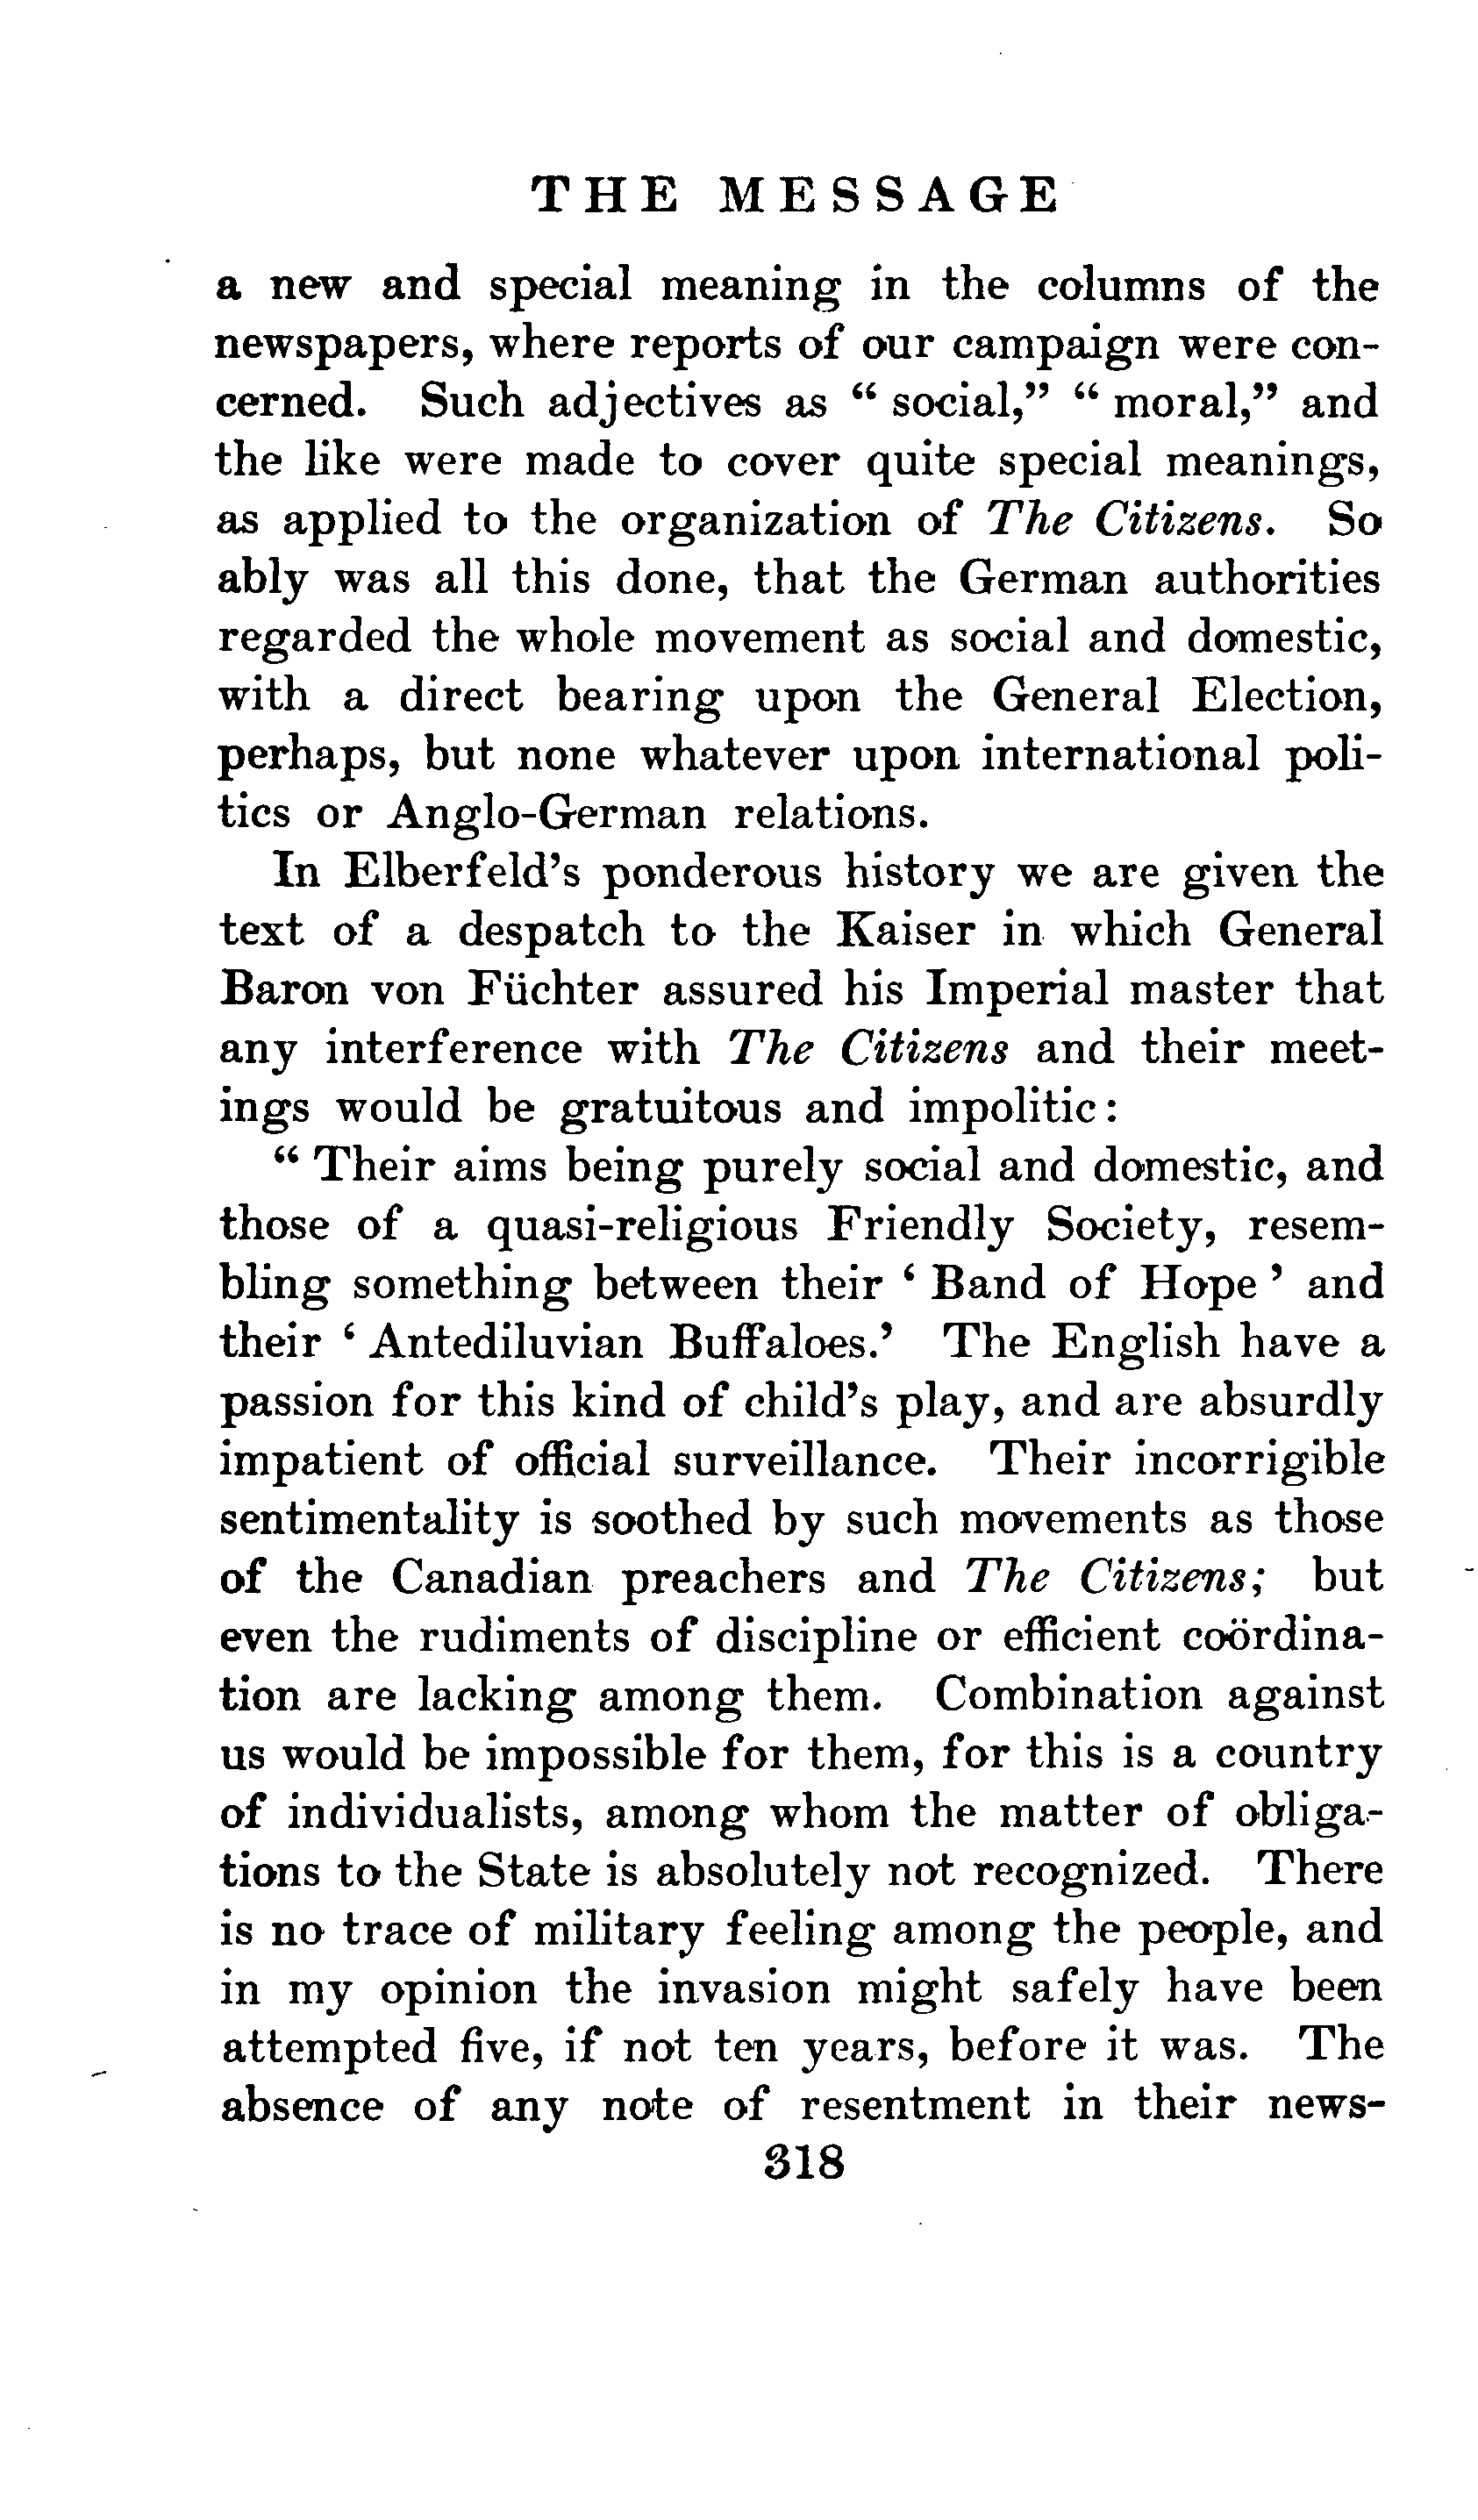 THE MESSAGE
a new and special meaning in the columns of the
newspapers, where reports of our campaign were con-
cerned. Such adjectives as “ social,” “ moral,” and
the like were made to cover quite special meanings,
as applied to the organization of The Citizens. So
ably was all this done, that the German authorities
regarded the whole movement as social and domestic,
with a direct bearing upon the General Election,
perhaps, but none whatever upon international poli-
tics or Anglo-German relations.
In Elberfeld’s ponderous history we are given the
text of a despatch to the Kaiser in which General
Baron von Füchter assured his Imperial master that
any interference with The Citizens and their meet-
ings would be gratuitous and impolitic:
“ Their aims being purely social and domestic, and
those of a quasi-religious Friendly Society, resem-
bling something between their ‘ Band of Hope ’ and
their ‘ Antediluvian Buffaloes.’ The English have a
passion for this kind of child’s play, and are absurdly
impatient of official surveillance. Their incorrigible
sentimentality is soothed by such movements as those
of the Canadian preachers and The Citizens; but
even the rudiments of discipline or efficient coördina-
tion are lacking among them. Combination against
us would be impossible for them, for this is a country
of individualists, among whom the matter of obliga-
tions to the State is absolutely not recognized. There
is no trace of military feeling among the people, and
in my opinion the invasion might safely have been
attempted five, if not ten years, before it was. The
absence of any note of resentment in their news-
318